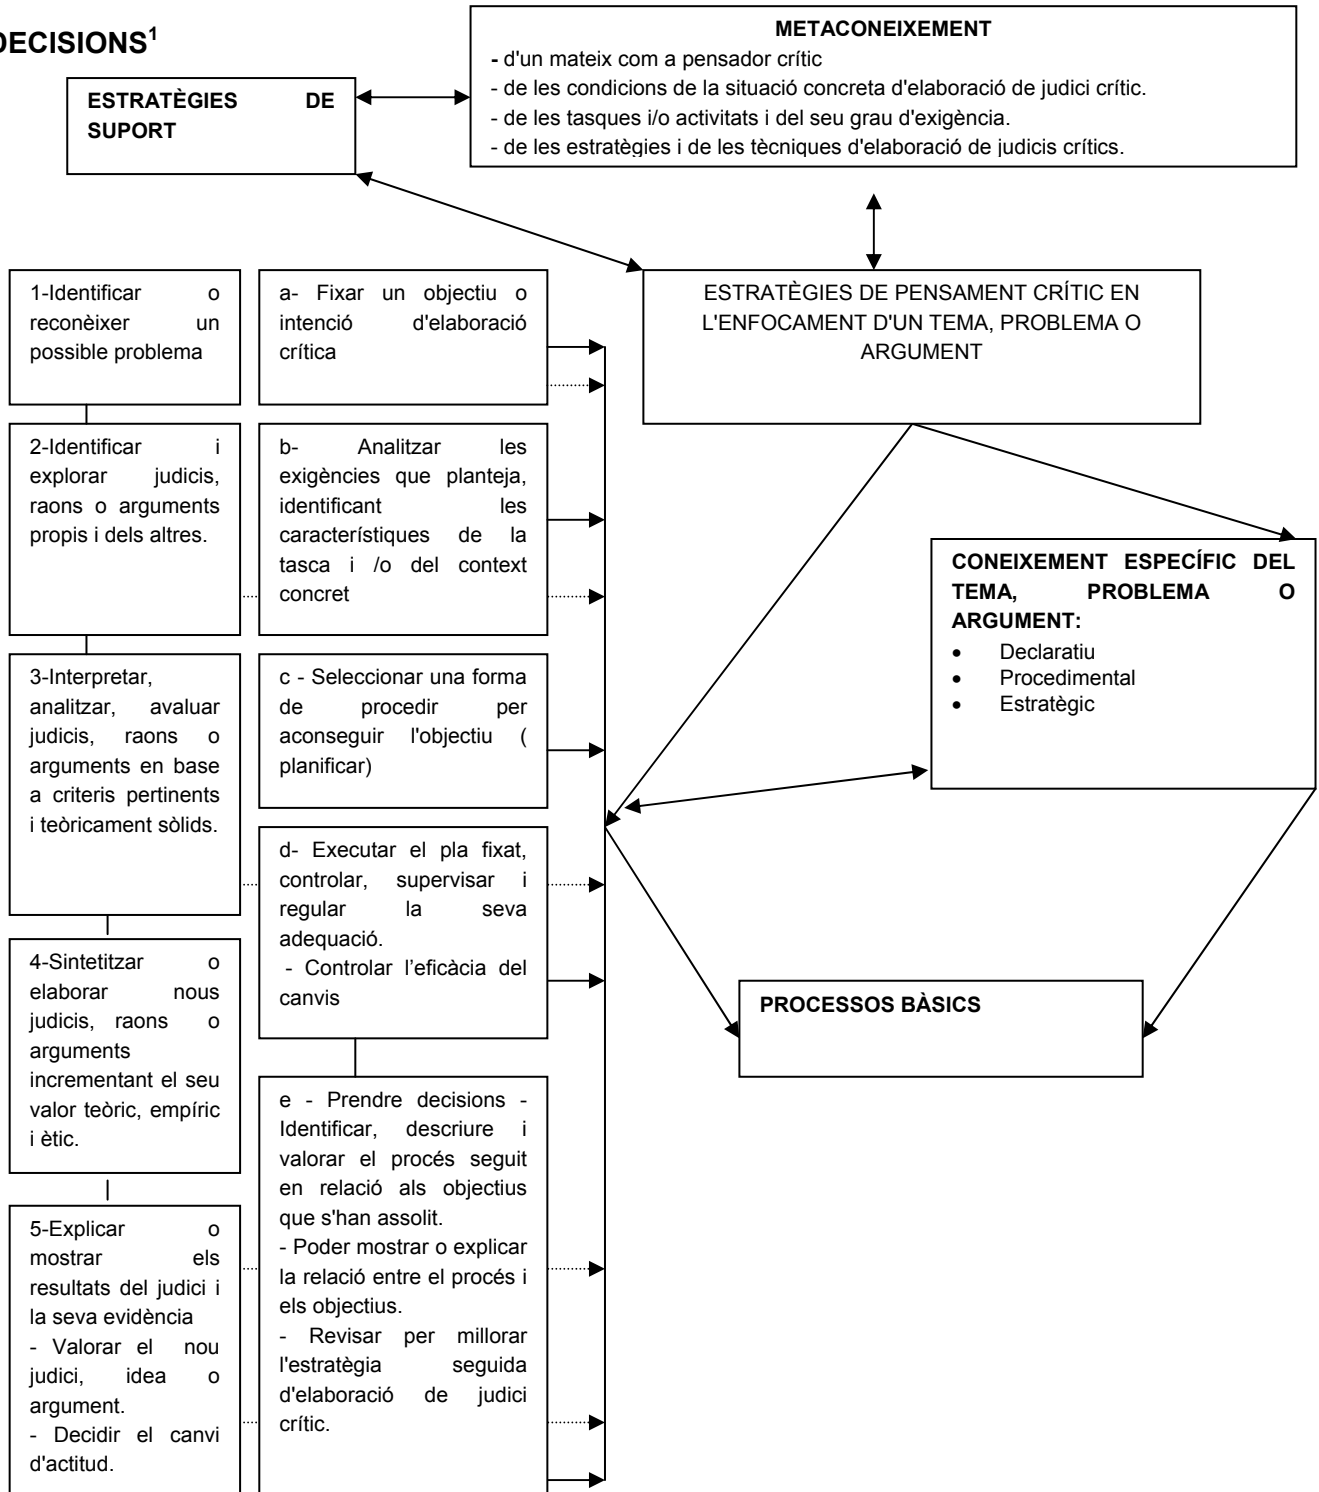 DECISIONS1
METACONEIXEMENT
- d'un mateix com a pensador crític
- de les condicions de la situació concreta d'elaboració de judici crític.
- de les tasques i/o activitats i del seu grau d'exigència.
- de les estratègies i de les tècniques d'elaboració de judicis crítics.
ESTRATÈGIES DE
SUPORT
1-Identificar o
reconèixer un
possible problema
a- Fixar un objectiu o
intenció d'elaboració
crítica
ESTRATÈGIES DE PENSAMENT CRÍTIC EN
L'ENFOCAMENT D'UN TEMA, PROBLEMA O
ARGUMENT
2-Identificar i
explorar judicis,
raons o arguments
propis i dels altres.
b- Analitzar les
exigències que planteja,
identificant les
característiques de la
tasca i /o del context
concret
CONEIXEMENT ESPECÍFIC DEL
TEMA, PROBLEMA O
ARGUMENT:
• Declaratiu
• Procedimental
• Estratègic
3-Interpretar,
analitzar, avaluar
judicis, raons o
arguments en base
a criteris pertinents
i teòricament sòlids.
c - Seleccionar una forma
de procedir per
aconseguir l'objectiu (
planificar)
d- Executar el pla fixat,
controlar, supervisar i
regular la seva
adequació.
- Controlar l'eficàcia del
canvis
4-Sintetitzar o
elaborar nous
judicis, raons o
arguments
incrementant el seu
valor teòric, empíric
i ètic.
PROCESSOS BÀSICS
e - Prendre decisions -
Identificar, descriure i
valorar el procés seguit
en relació als objectius
que s'han assolit.
- Poder mostrar o explicar
la relació entre el procés i
els objectius.
- Revisar per millorar
l'estratègia seguida
d'elaboració de judici
crític.
5-Explicar o
mostrar els
resultats del judici i
la seva evidència
- Valorar el nou
judici, idea o
argument.
- Decidir el canvi
d'actitud.